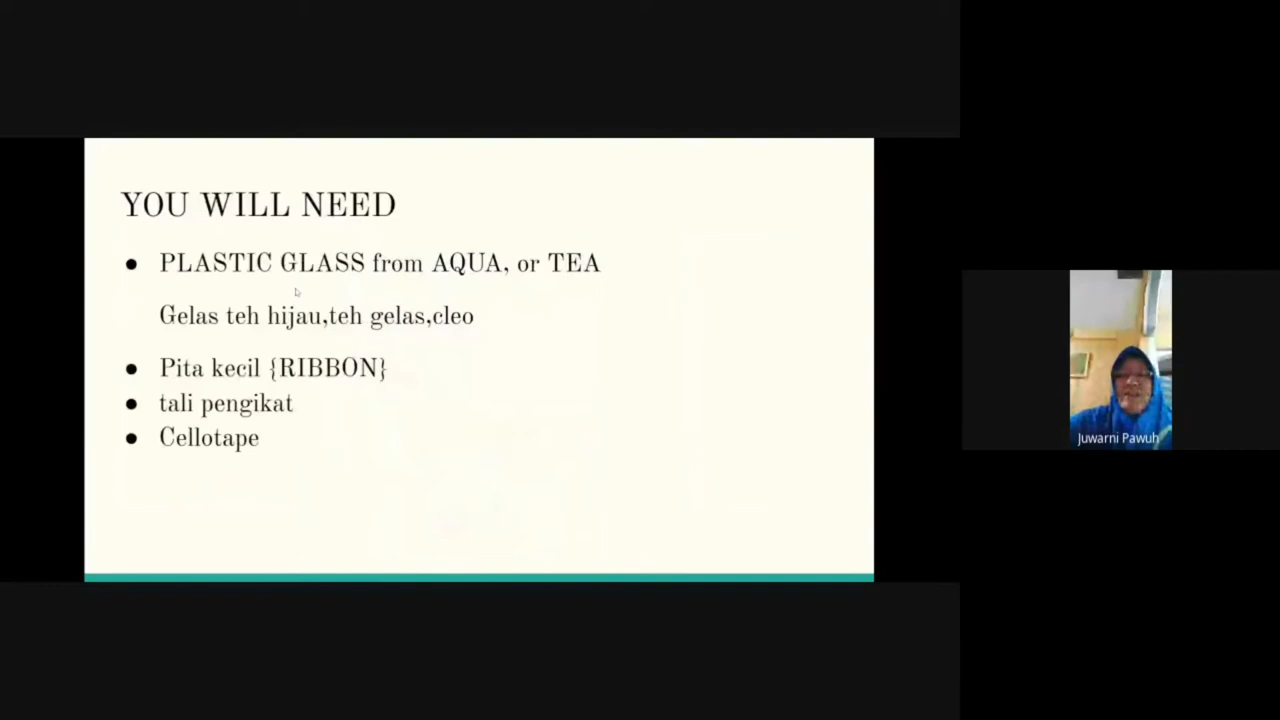 YOU WILL NEED
● PLASTIC GLASS from AQUA, or TEA
Gelas teh hijau,teh gelas,cleo
● Pita kecil {RIBBON}
● tali pengikat
● Cellotape
Juwarni Pawuh